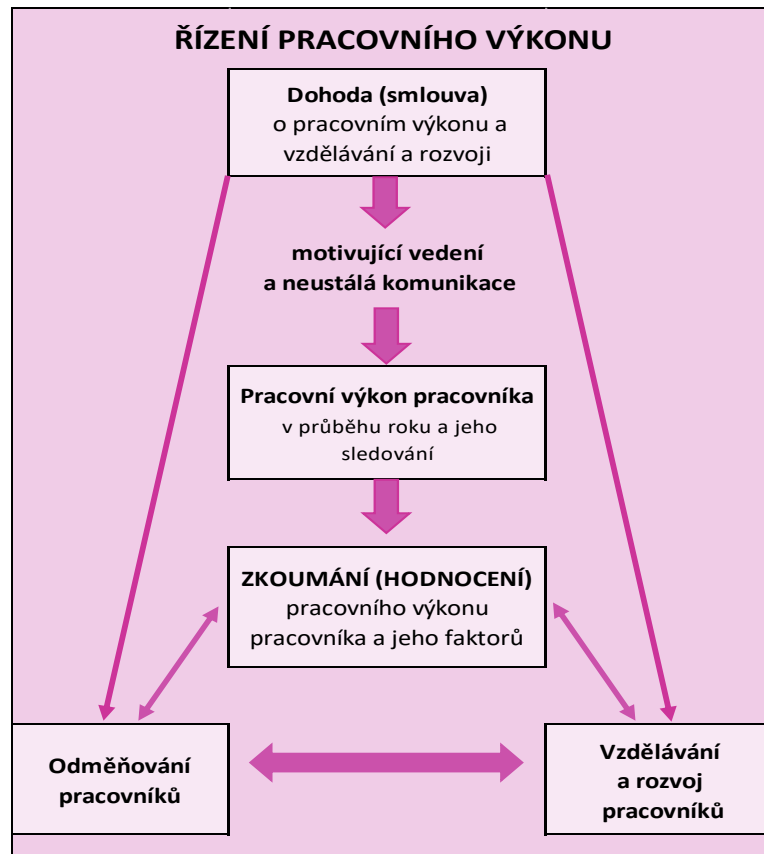 ŘÍZENÍ PRACOVNÍHO VÝKONU
Dohoda (smlouva)
o pracovním výkonu a
vzdělávání a rozvoji
motivující vedení
a neustálá komunikace
Pracovní výkon pracovníka
v průběhu roku a jeho
sledování
ZKOUMÁNÍ (HODNOCENÍ)
pracovního výkonu
pracovníka a jeho faktorů
Odměňování
pracovníků
Vzdělávání
a rozvoj
pracovníků